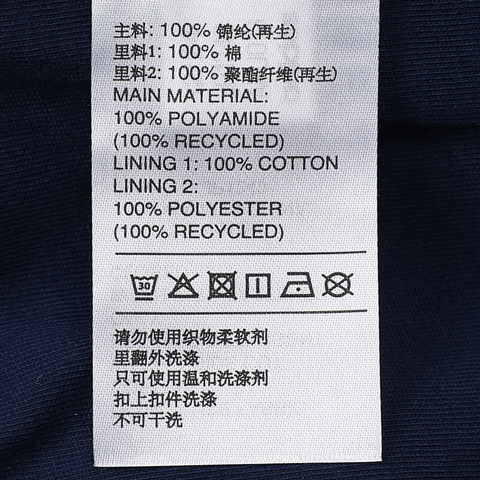 主料: 100% 锦纶(再生)
里料1: 100% 棉
里料2: 100% 聚酯纤维(再生)
MAIN MATERIAL:
100% POLYAMIDE
(100% RECYCLED)
LINING 1: 100% COTTON
LINING 2:
100% POLYESTER
(100% RECYCLED)
30
请勿使用织物柔软剂
里翻外洗涤
只可使用温和洗涤剂
扣上扣件洗涤
不可干洗